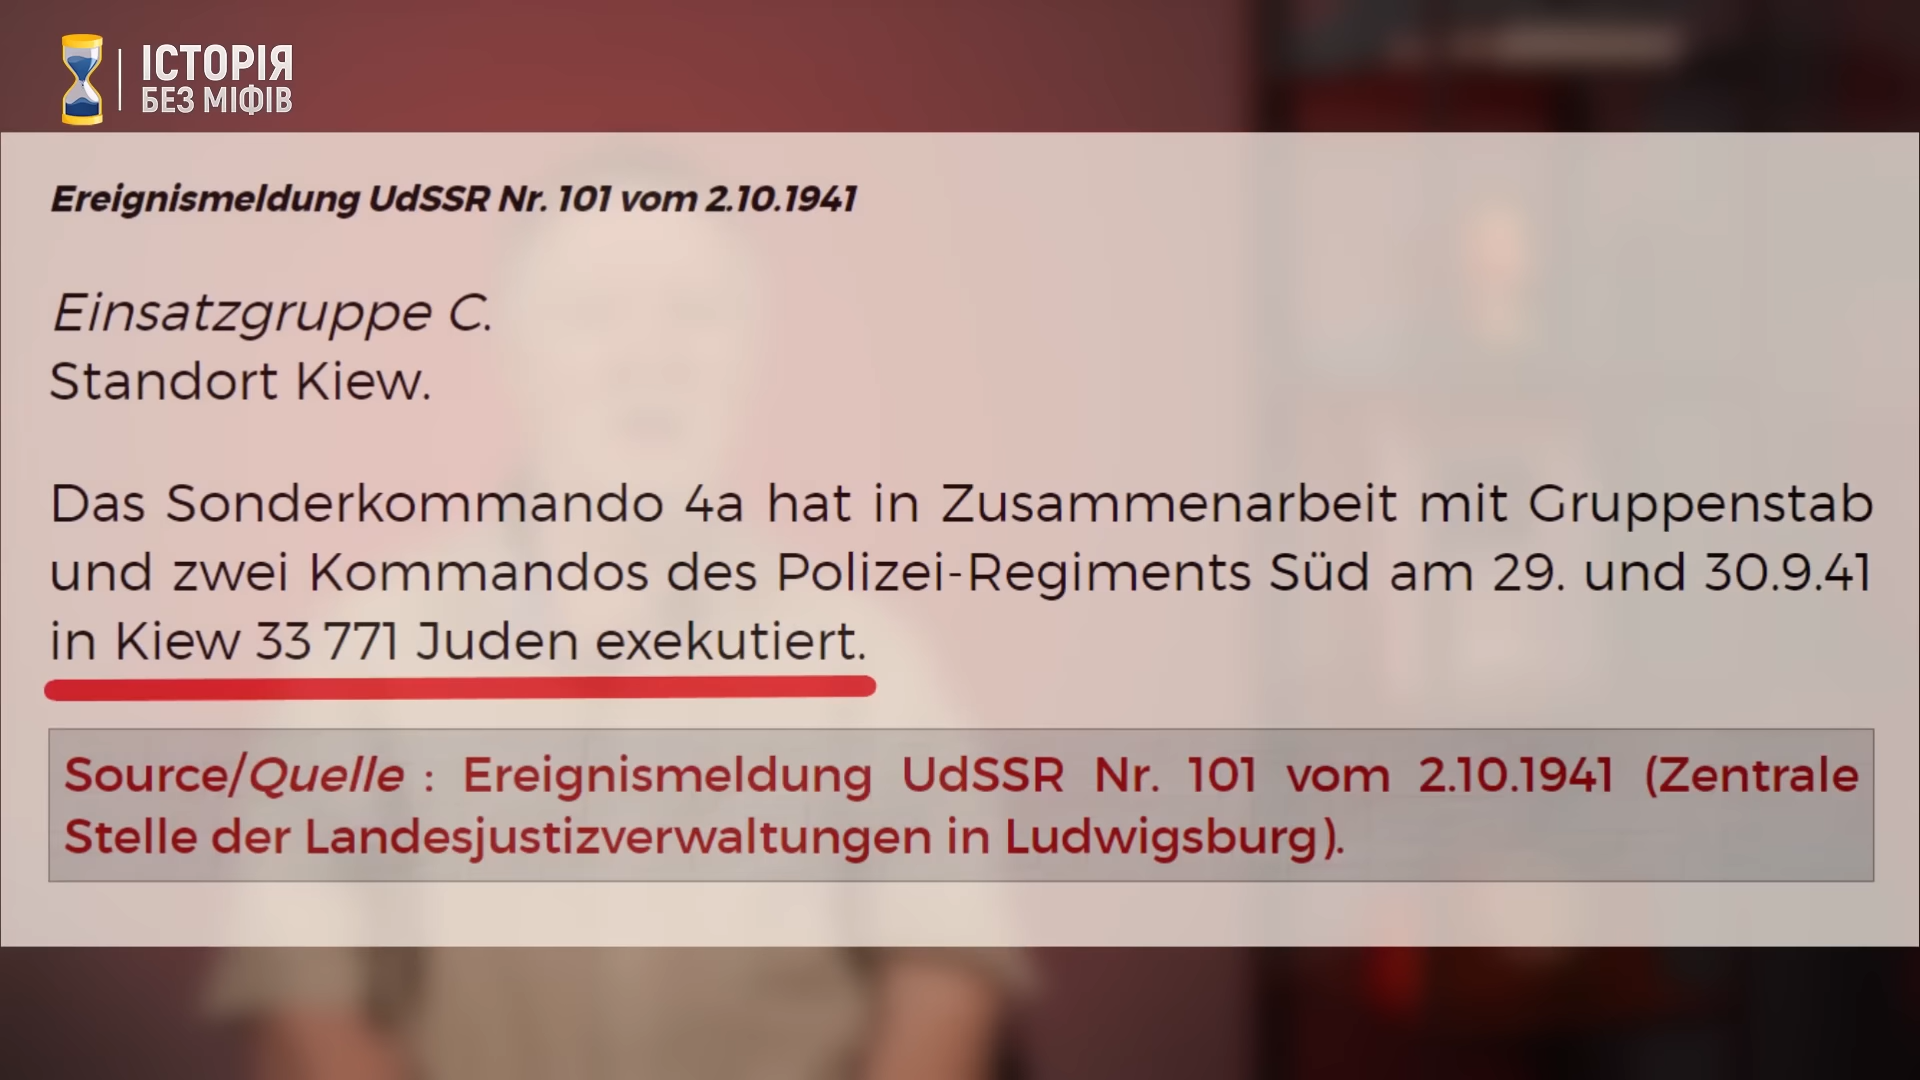 ІСТОРІЯ
БЕЗ МІФІВ
Ereignismeldung UdSSR Nr. 101 vom 2.10.1941
Einsatzgruppe C.
Standort Kiew.
Das Sonderkommando 4a hat in Zusammenarbeit mit Gruppenstab
und zwei Kommandos des Polizei-Regiments Süd am 29. und 30.9.41
in Kiew 33 771 Juden exekutiert.
Source/Quelle : Ereignismeldung UdSSR Nr. 101 vom 2.10.1941 (Zentrale
Stelle der Landesjustizverwaltungen in Ludwigsburg).